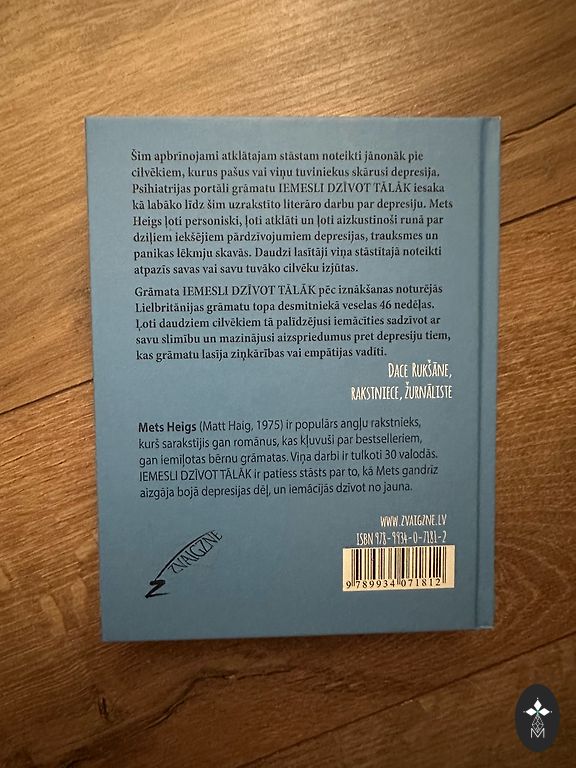 Šim apbrīnojami atklātajam stāstam noteikti jānonāk pie
cilvēkiem, kurus pašus vai viņu tuviniekus skārusi depresija.
Psihiatrijas portāli grāmatu IEMESLI DZĪVOT TĀLĀK iesaka
kā labāko līdz šim uzrakstīto literāro darbu par depresiju. Mets
Heigs ļoti personiski, ļoti atklāti un ļoti aizkustinoši runā par
dziļiem iekšējiem pārdzīvojumiem depresijas, trauksmes un
panikas lēkmju skavās. Daudzi lasītāji viņa stāstītajā noteikti
atpazīs savas vai savu tuvāko cilvēku izjūtas.
Grāmata IEMESLI DZĪVOT TĀLĀK pēc iznākšanas noturējās
Lielbritānijas grāmatu topa desmitniekā veselas 46 nedēļas.
Ļoti daudziem cilvēkiem tā palīdzējusi iemācīties sadzīvot ar
savu slimību un mazinājusi aizspriedumus pret depresiju tiem,
kas grāmatu lasīja ziņkārības vai empātijas vadīti.
DACE RUKŠĀNE,
RAKSTNIECE, ŽURNĀLISTE
Mets Heigs (Matt Haig, 1975) ir populārs angļu rakstnieks,
kurš sarakstījis gan romānus, kas kļuvuši par bestselleriem,
gan iemīļotas bērnu grāmatas. Viņa darbi ir tulkoti 30 valodās.
IEMESLI DZĪVOT TĀLĀK ir patiess stāsts par to, kā Mets gandrīz
aizgāja bojā depresijas dēļ, un iemācījās dzīvot no jauna.
WWW.ZVAIGZNE.LV
ISBN 978-9934-0-7181-2
Z ZVAIGZNE
9 789934 071812
M